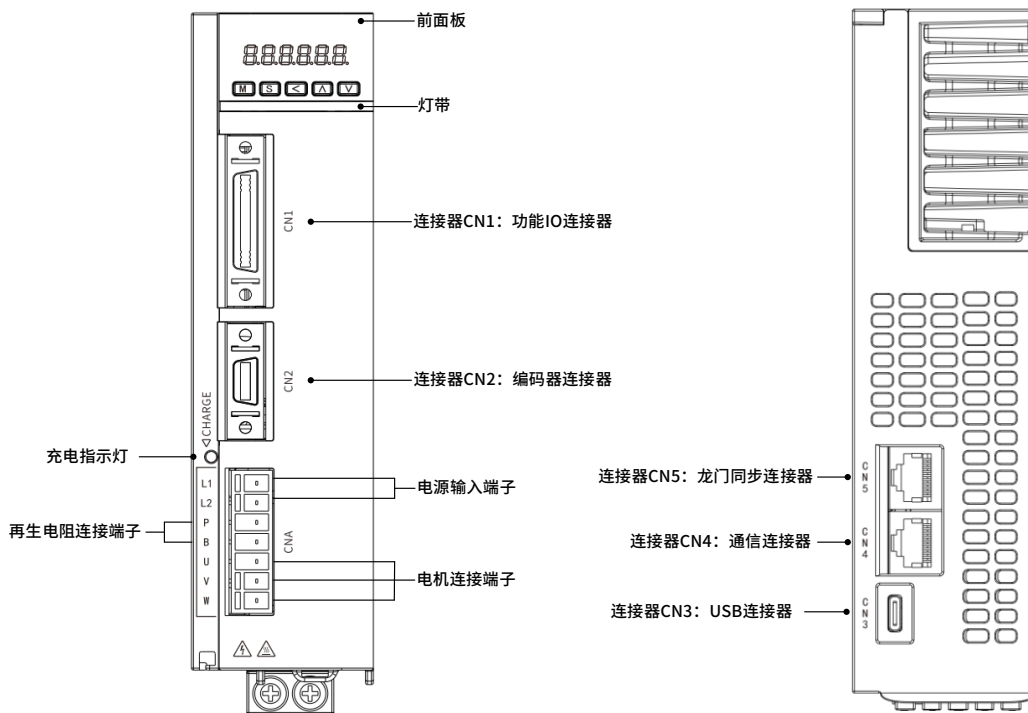 前面板
8.8.8.8.8.8.
M S < Λ V
灯带
CN1
连接器CN1：功能IO连接器
CN2
连接器CN2：编码器连接器
◁CHARGE
充电指示灯
L1
L2
P
B
U
V
W
CNA
电源输入端子
再生电阻连接端子
电机连接端子
连接器CN5：龙门同步连接器
CN5
连接器CN4：通信连接器
CN4
连接器CN3：USB连接器
CN3